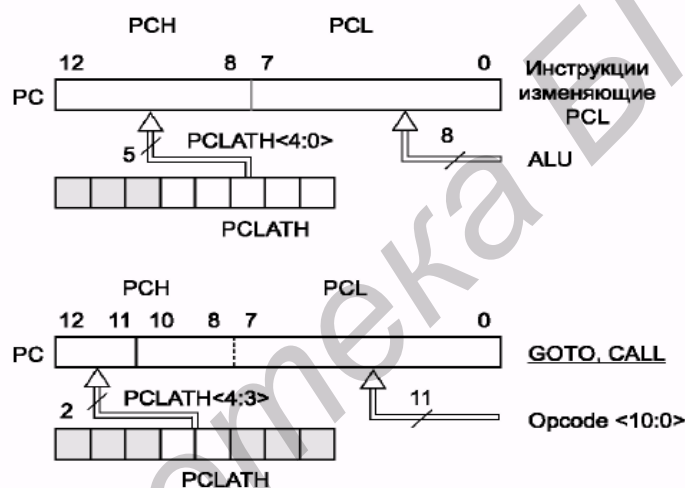 PCH PCL
12 8 7 0
PC
Инструкции
изменяющие
PCL
5
PCLATH<4:0>
8
ALU
PCLATH
PCH PCL
12 11 10 8 7 0
PC
GOTO, CALL
2
PCLATH<4:3>
11
Opcode <10:0>
PCLATH